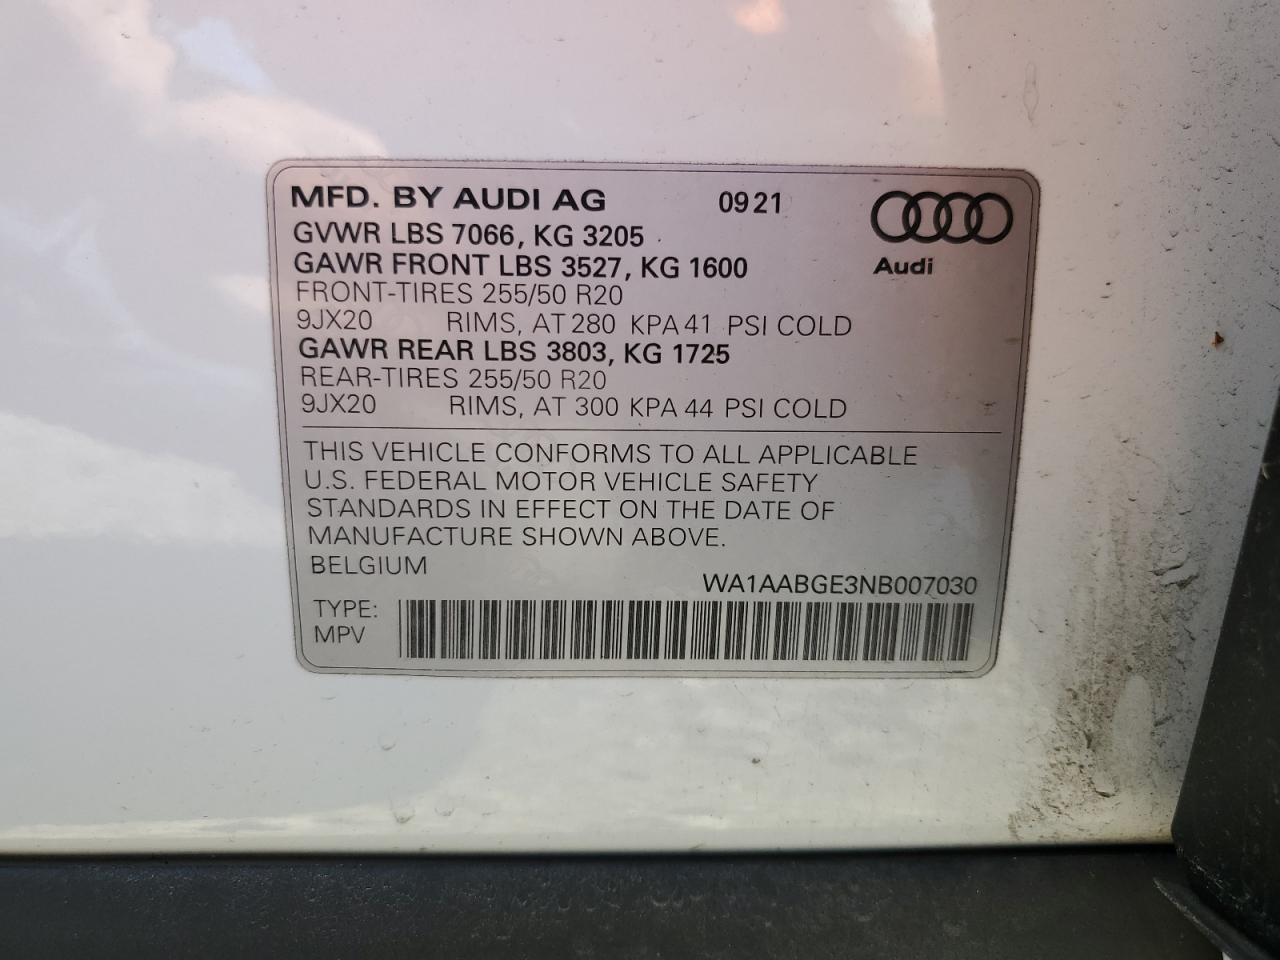 MFD. BY AUDI AG 09 21
GVWR LBS 7066, KG 3205
GAWR FRONT LBS 3527, KG 1600
Audi
FRONT-TIRES 255/50 R20
9JX20 RIMS, AT 280 KPA 41 PSI COLD
GAWR REAR LBS 3803, KG 1725
REAR-TIRES 255/50 R20
9JX20 RIMS, AT 300 KPA 44 PSI COLD
THIS VEHICLE CONFORMS TO ALL APPLICABLE
U.S. FEDERAL MOTOR VEHICLE SAFETY
STANDARDS IN EFFECT ON THE DATE OF
MANUFACTURE SHOWN ABOVE.
BELGIUM
WA1AABGE3NB007030
TYPE:
MPV